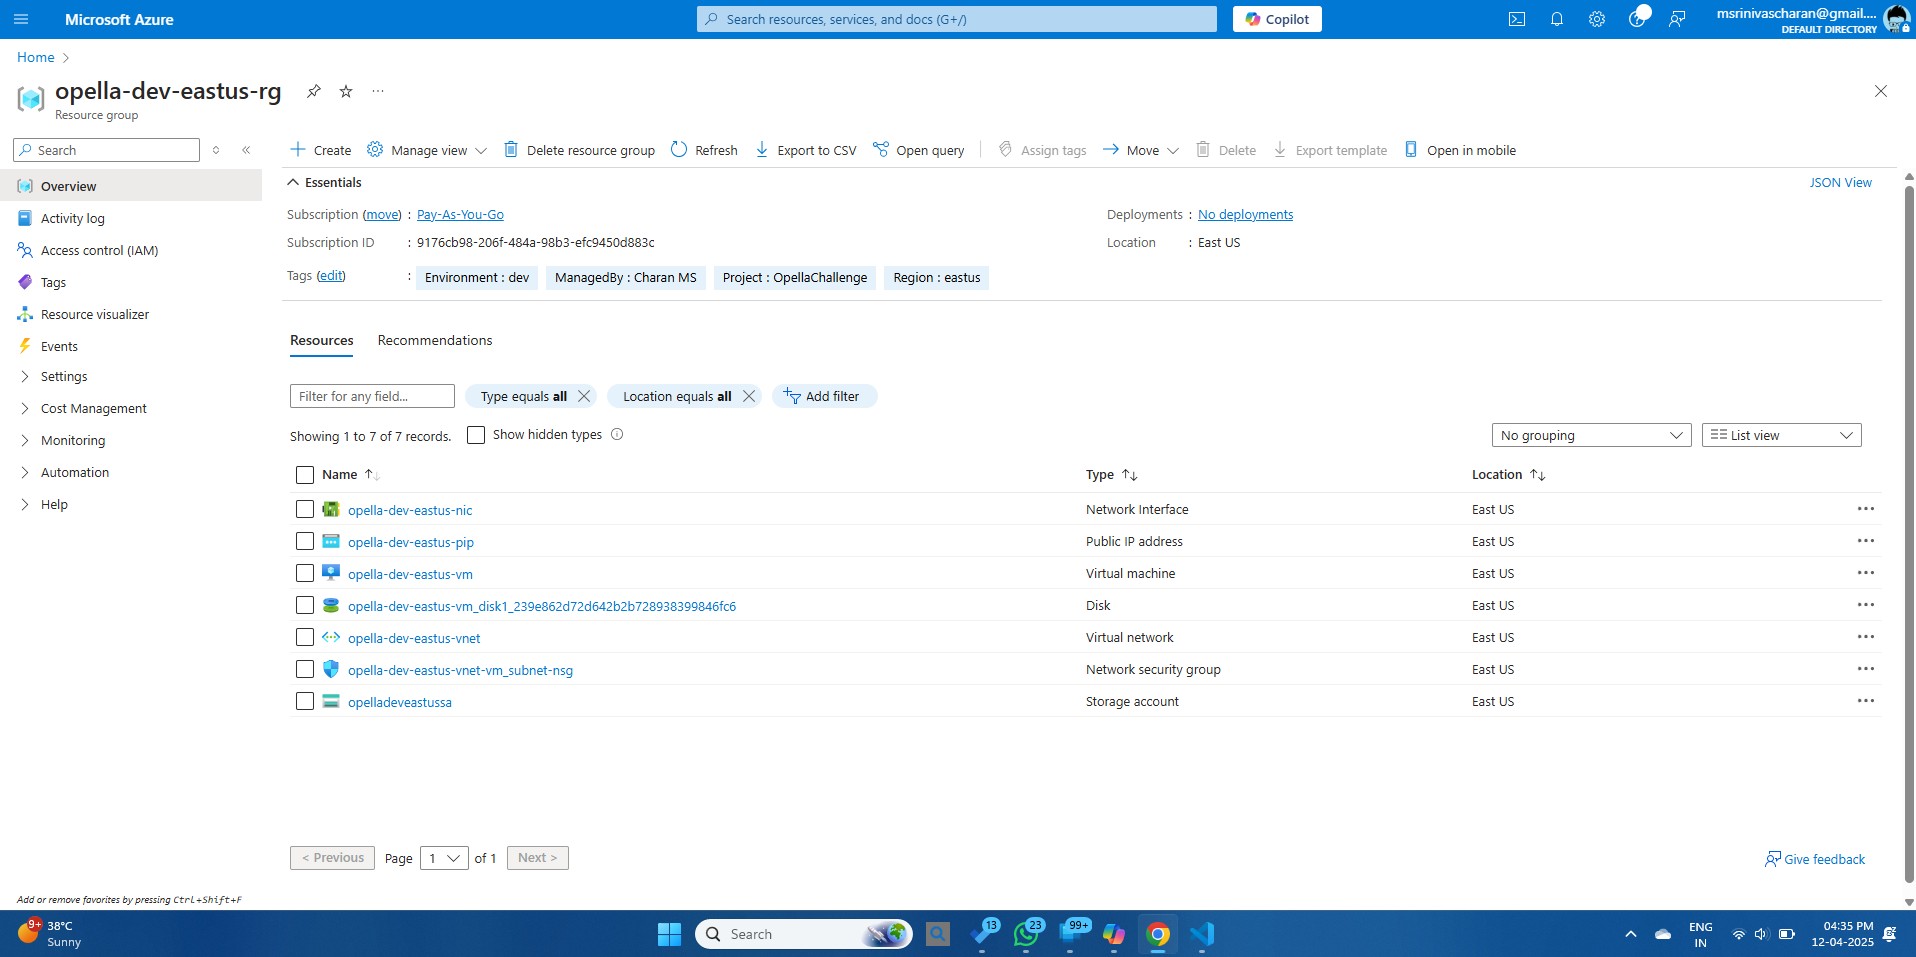 Microsoft Azure
Search resources, services, and docs (G+/)
Copilot
msrinivascharan@gmail....
DEFAULT DIRECTORY
Home
opella-dev-eastus-rg
Resource group
Search
Create
Manage view
Delete resource group
Refresh
Export to CSV
Open query
Assign tags
Move
Delete
Export template
Open in mobile
Overview
Activity log
Access control (IAM)
Tags
Resource visualizer
Events
Settings
Cost Management
Monitoring
Automation
Help
Essentials
JSON View
Subscription (move) : Pay-As-You-Go
Deployments : No deployments
Subscription ID : 9176cb98-206f-484a-98b3-efc9450d883c
Location : East US
Tags (edit) : Environment : dev ManagedBy : Charan MS Project : OpellaChallenge Region : eastus
Resources Recommendations
Filter for any field... Type equals all Location equals all Add filter
Showing 1 to 7 of 7 records. Show hidden types
No grouping List view
Name Type Location
opella-dev-eastus-nic Network Interface East US
opella-dev-eastus-pip Public IP address East US
opella-dev-eastus-vm Virtual machine East US
opella-dev-eastus-vm_disk1_239e862d72d642b2b728938399846fc6 Disk East US
opella-dev-eastus-vnet Virtual network East US
opella-dev-eastus-vnet-vm_subnet-nsg Network security group East US
opelladeveastussa Storage account East US
< Previous Page 1 of 1 Next >
Give feedback
Add or remove favorites by pressing Ctrl+Shift+F
9+
38°C
Sunny
Search
13
23
99+
ENG
IN
04:35 PM
12-04-2025